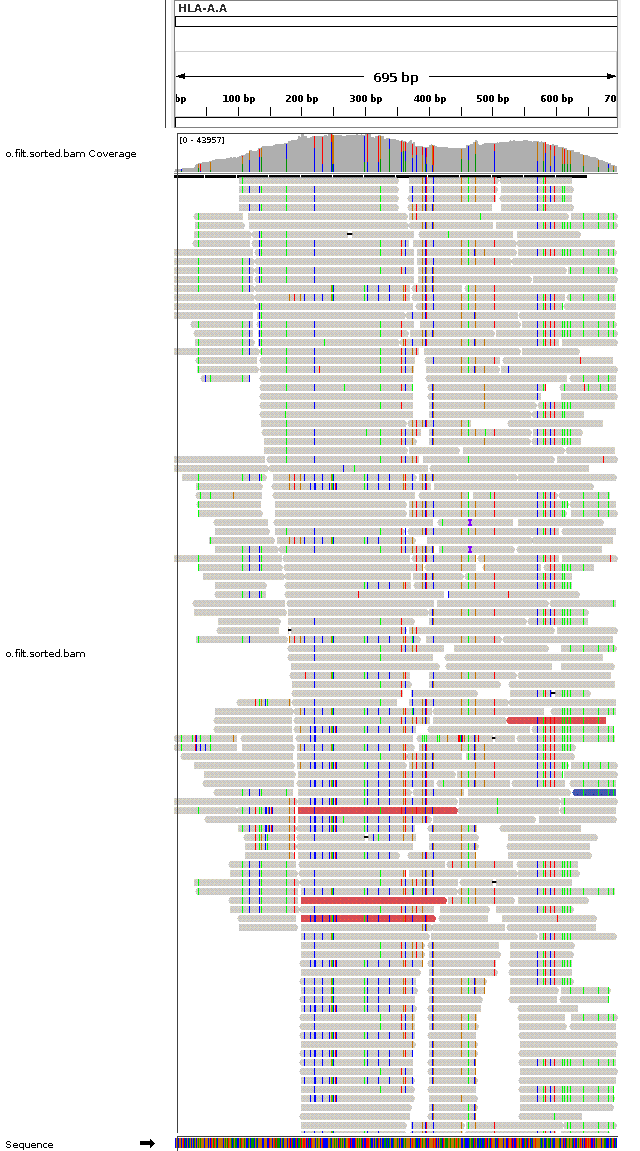 HLA-A.A
695 bp
bp 100 bp 200 bp 300 bp 400 bp 500 bp 600 bp 70
[0 - 43957]
o.filt.sorted.bam Coverage
o.filt.sorted.bam
Sequence